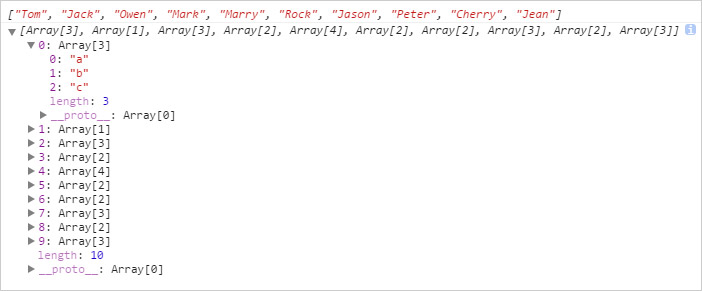 ["Tom", "Jack", "Owen", "Mark", "Marry", "Rock", "Jason", "Peter", "Cherry", "Jean"]
[Array[3], Array[1], Array[3], Array[2], Array[4], Array[2], Array[2], Array[3], Array[2], Array[3]] i
0: Array[3]
0: "a"
1: "b"
2: "c"
length: 3
__proto__: Array[0]
1: Array[1]
2: Array[3]
3: Array[2]
4: Array[4]
5: Array[2]
6: Array[2]
7: Array[3]
8: Array[2]
9: Array[3]
length: 10
__proto__: Array[0]